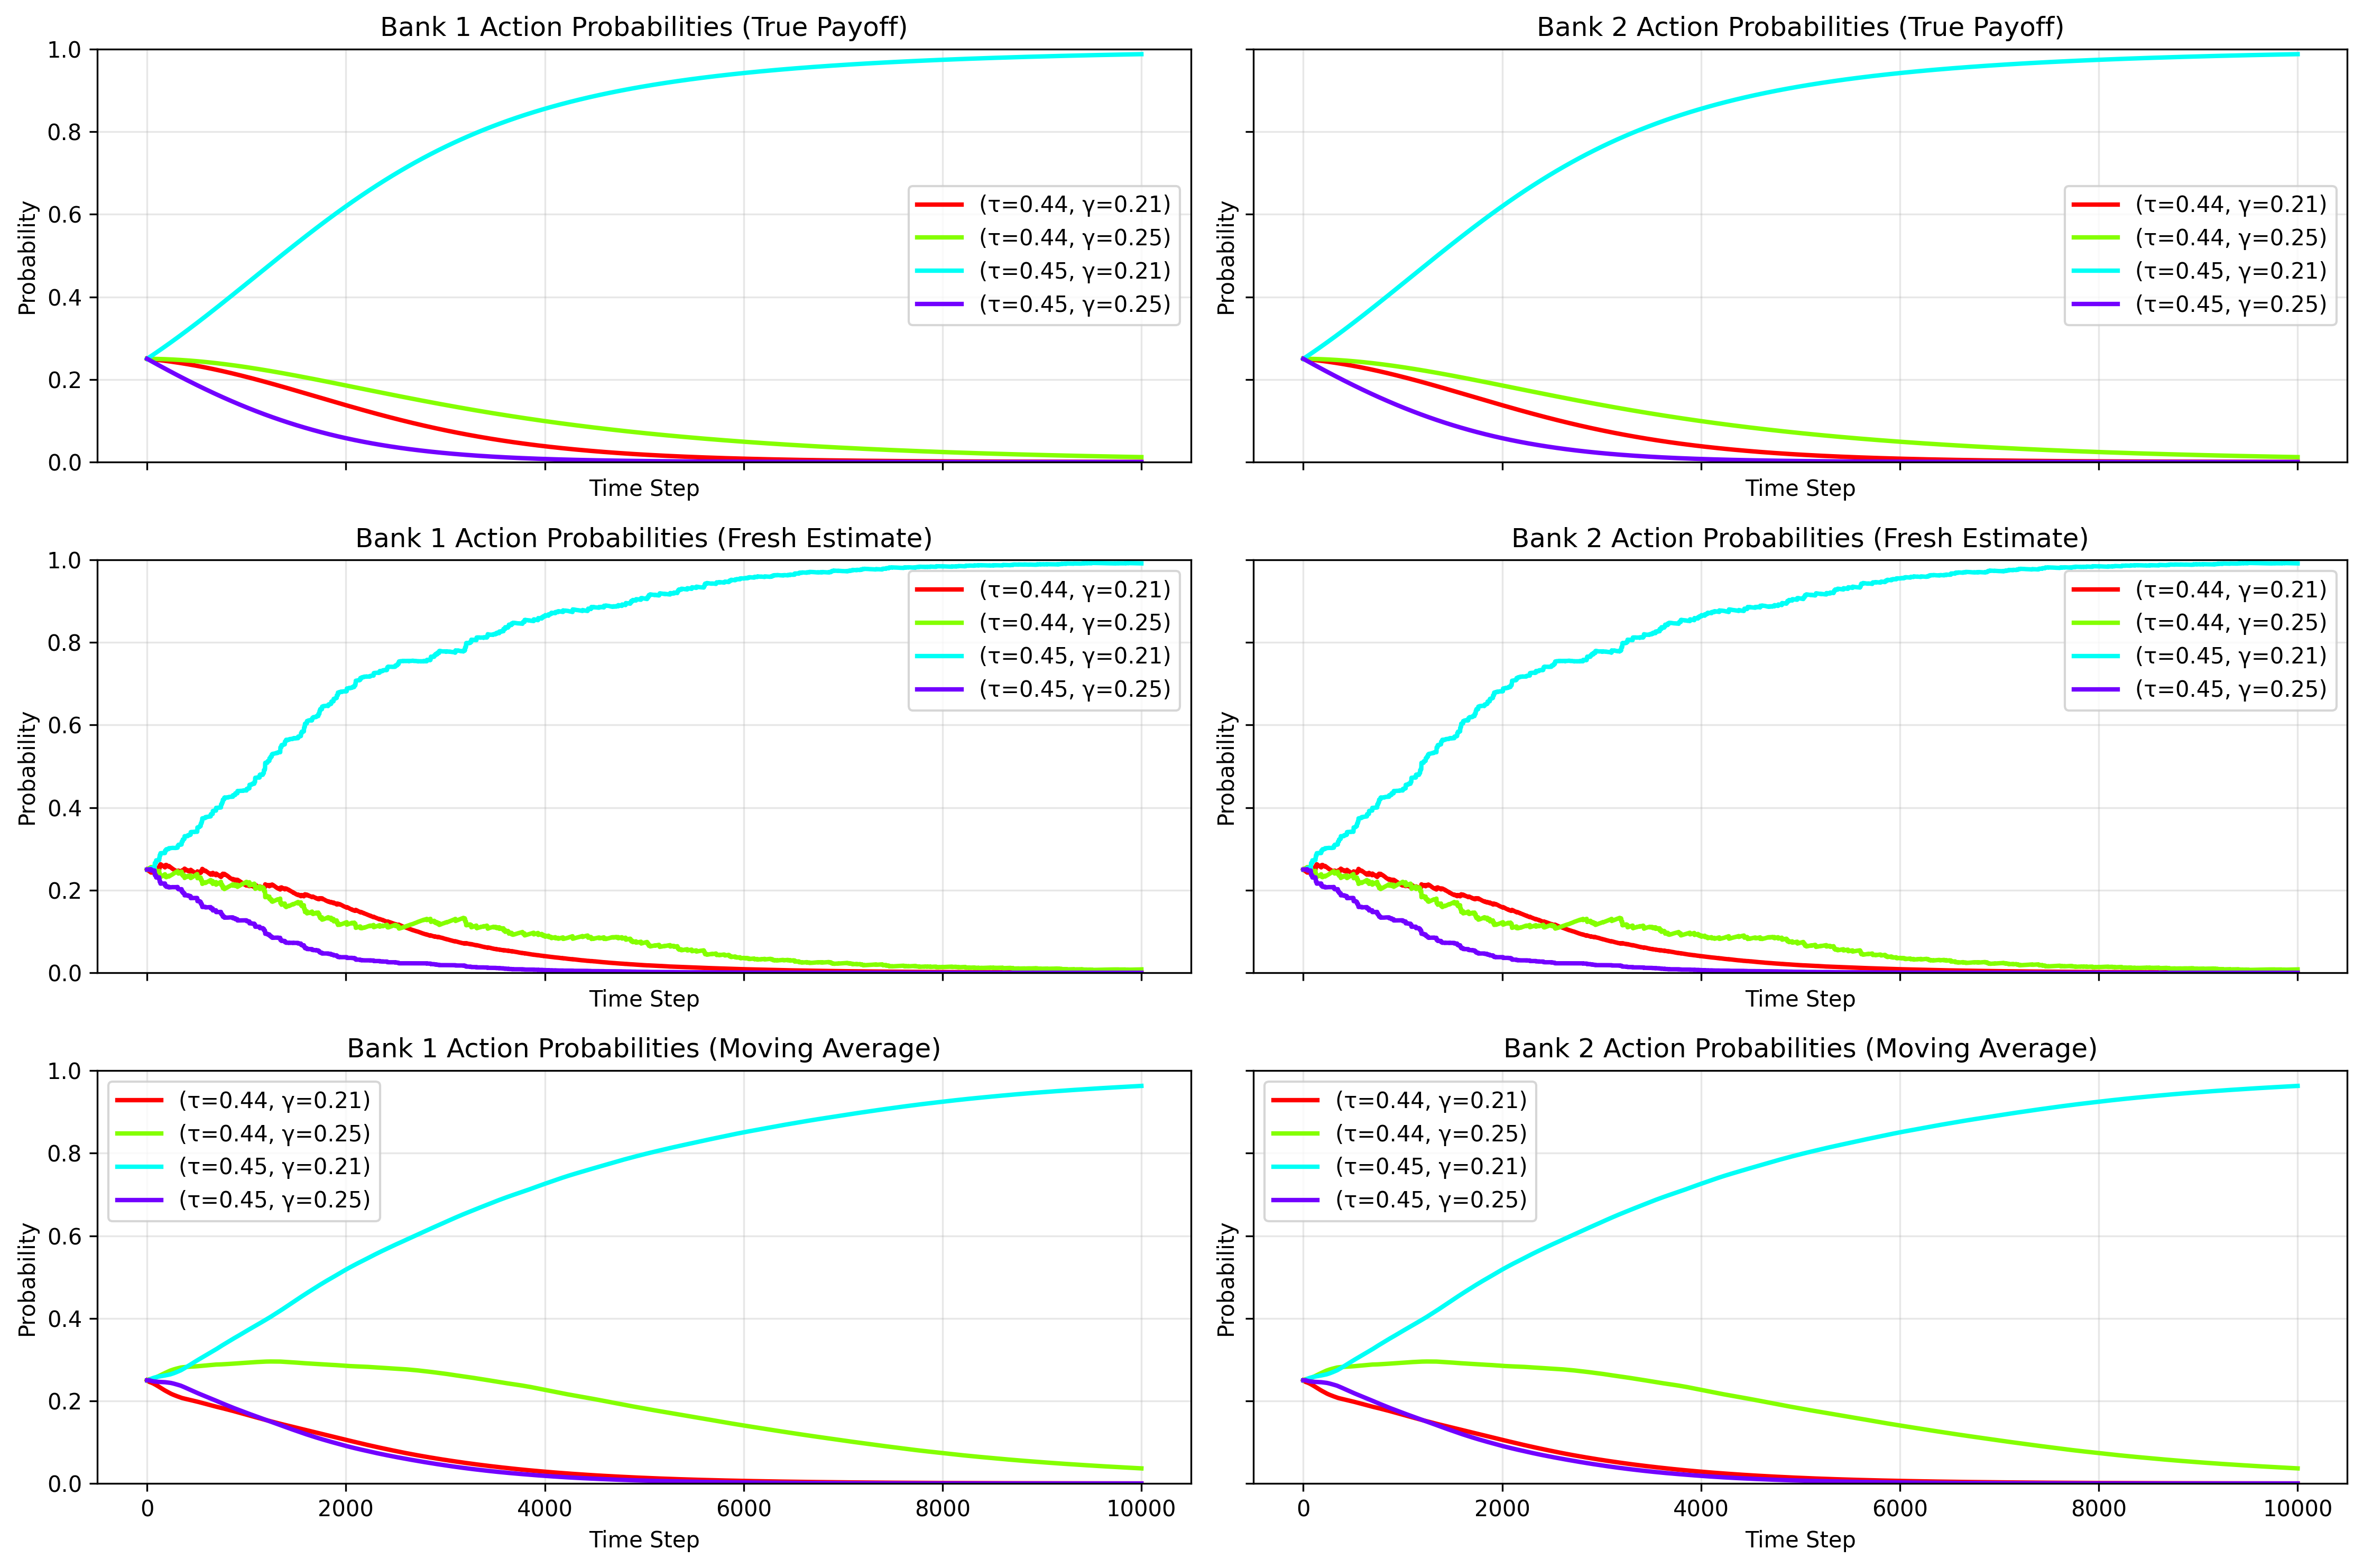 Bank 1 Action Probabilities (True Payoff)
1.0
0.8
0.6
0.4
0.2
0.0
Probability
(τ=0.44, γ=0.21)
(τ=0.44, γ=0.25)
(τ=0.45, γ=0.21)
(τ=0.45, γ=0.25)
Time Step
Bank 2 Action Probabilities (True Payoff)
Probability
(τ=0.44, γ=0.21)
(τ=0.44, γ=0.25)
(τ=0.45, γ=0.21)
(τ=0.45, γ=0.25)
Time Step
Bank 1 Action Probabilities (Fresh Estimate)
1.0
0.8
0.6
0.4
0.2
0.0
Probability
(τ=0.44, γ=0.21)
(τ=0.44, γ=0.25)
(τ=0.45, γ=0.21)
(τ=0.45, γ=0.25)
Time Step
Bank 2 Action Probabilities (Fresh Estimate)
Probability
(τ=0.44, γ=0.21)
(τ=0.44, γ=0.25)
(τ=0.45, γ=0.21)
(τ=0.45, γ=0.25)
Time Step
Bank 1 Action Probabilities (Moving Average)
1.0
0.8
0.6
0.4
0.2
0.0
Probability
(τ=0.44, γ=0.21)
(τ=0.44, γ=0.25)
(τ=0.45, γ=0.21)
(τ=0.45, γ=0.25)
0 2000 4000 6000 8000 10000
Time Step
Bank 2 Action Probabilities (Moving Average)
Probability
(τ=0.44, γ=0.21)
(τ=0.44, γ=0.25)
(τ=0.45, γ=0.21)
(τ=0.45, γ=0.25)
0 2000 4000 6000 8000 10000
Time Step